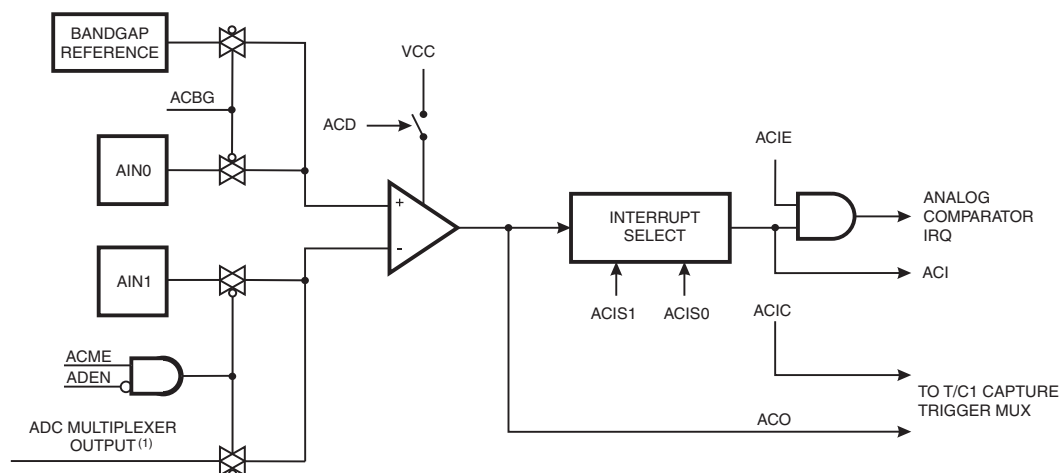 BANDGAP
REFERENCE
VCC
ACBG
ACD
AIN0
ACIE
+
-
INTERRUPT
SELECT
ANALOG
COMPARATOR
IRQ
AIN1
ACI
ACIS1
ACIS0
ACIC
ACME
ADEN
TO T/C1 CAPTURE
TRIGGER MUX
ACO
ADC MULTIPLEXER
OUTPUT(1)